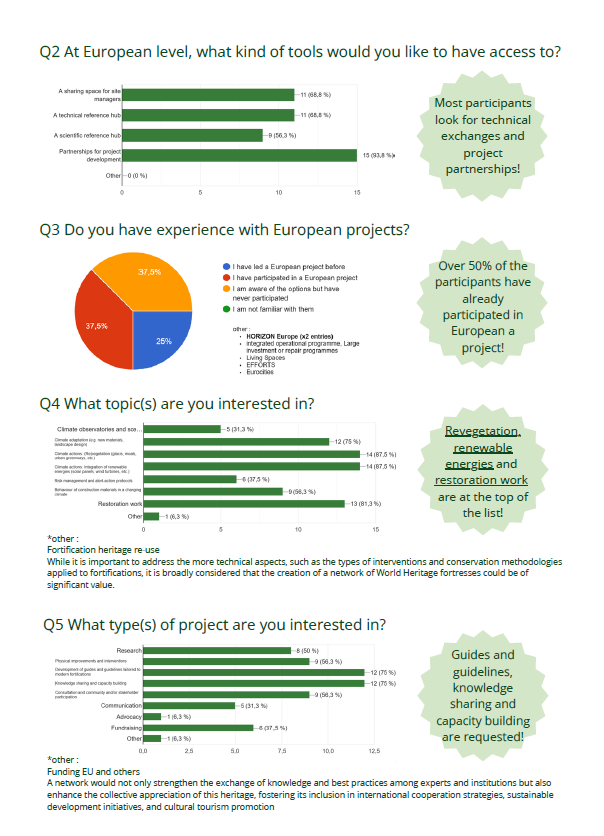 Q2 At European level, what kind of tools would you like to have access to?
A sharing space for site
managers
11 (68,8 %)
A technical reference hub
11 (68,8 %)
A scientific reference hub
9 (56,3 %)
Partnerships for project
development
15 (93,8 %)
Other
0 (0 %)
0
5
10
15
Most participants
look for technical
exchanges and
project
partnerships!
Q3 Do you have experience with European projects?
37,5%
37,5%
25%
I have led a European project before
I have participated in a European project
I am aware of the options but have
never participated
I am not familiar with them
other :
• HORIZON Europe (x2 entries)
• Integrated operational programme, Large
investment or repair programmes
• Living Spaces
• EFFORTS
• Eurocities
Over 50% of the
participants have
already
participated in
European a
project!
Q4 What topic(s) are you interested in?
Climate observatories and sce...
5 (31,3 %)
Climate adaptation (e.g. new materials,
landscape design)
12 (75 %)
Climate actions: (Re)vegetation (glacis, moats,
urban greenways, etc.)
14 (87,5 %)
Climate actions: Integration of renewable
energies (solar panels, wind turbines, etc.)
14 (87,5 %)
Risk management and alert-action protocols
6 (37,5 %)
Behaviour of construction materials in a changing
climate
9 (56,3 %)
Restoration work
13 (81,3 %)
Other
1 (6,3 %)
0
5
10
15
Revegetation,
renewable
energies and
restoration work
are at the top of
the list!
*other :
Fortification heritage re-use
While it is important to address the more technical aspects, such as the types of interventions and conservation methodologies
applied to fortifications, it is broadly considered that the creation of a network of World Heritage fortresses could be of
significant value.
Q5 What type(s) of project are you interested in?
Research
8 (50 %)
Physical improvements and interventions
9 (56,3 %)
Development of guides and guidelines tailored to
modern fortifications
12 (75 %)
Knowledge sharing and capacity building
12 (75 %)
Consultation and community and/or stakeholder
participation
9 (56,3 %)
Communication
5 (31,3 %)
Advocacy
1 (6,3 %)
Fundraising
6 (37,5 %)
Other
1 (6,3 %)
0,0
2,5
5,0
7,5
10,0
12,5
Guides and
guidelines,
knowledge
sharing and
capacity building
are requested!
*other :
Funding EU and others
A network would not only strengthen the exchange of knowledge and best practices among experts and institutions but also
enhance the collective appreciation of this heritage, fostering its inclusion in international cooperation strategies, sustainable
development initiatives, and cultural tourism promotion